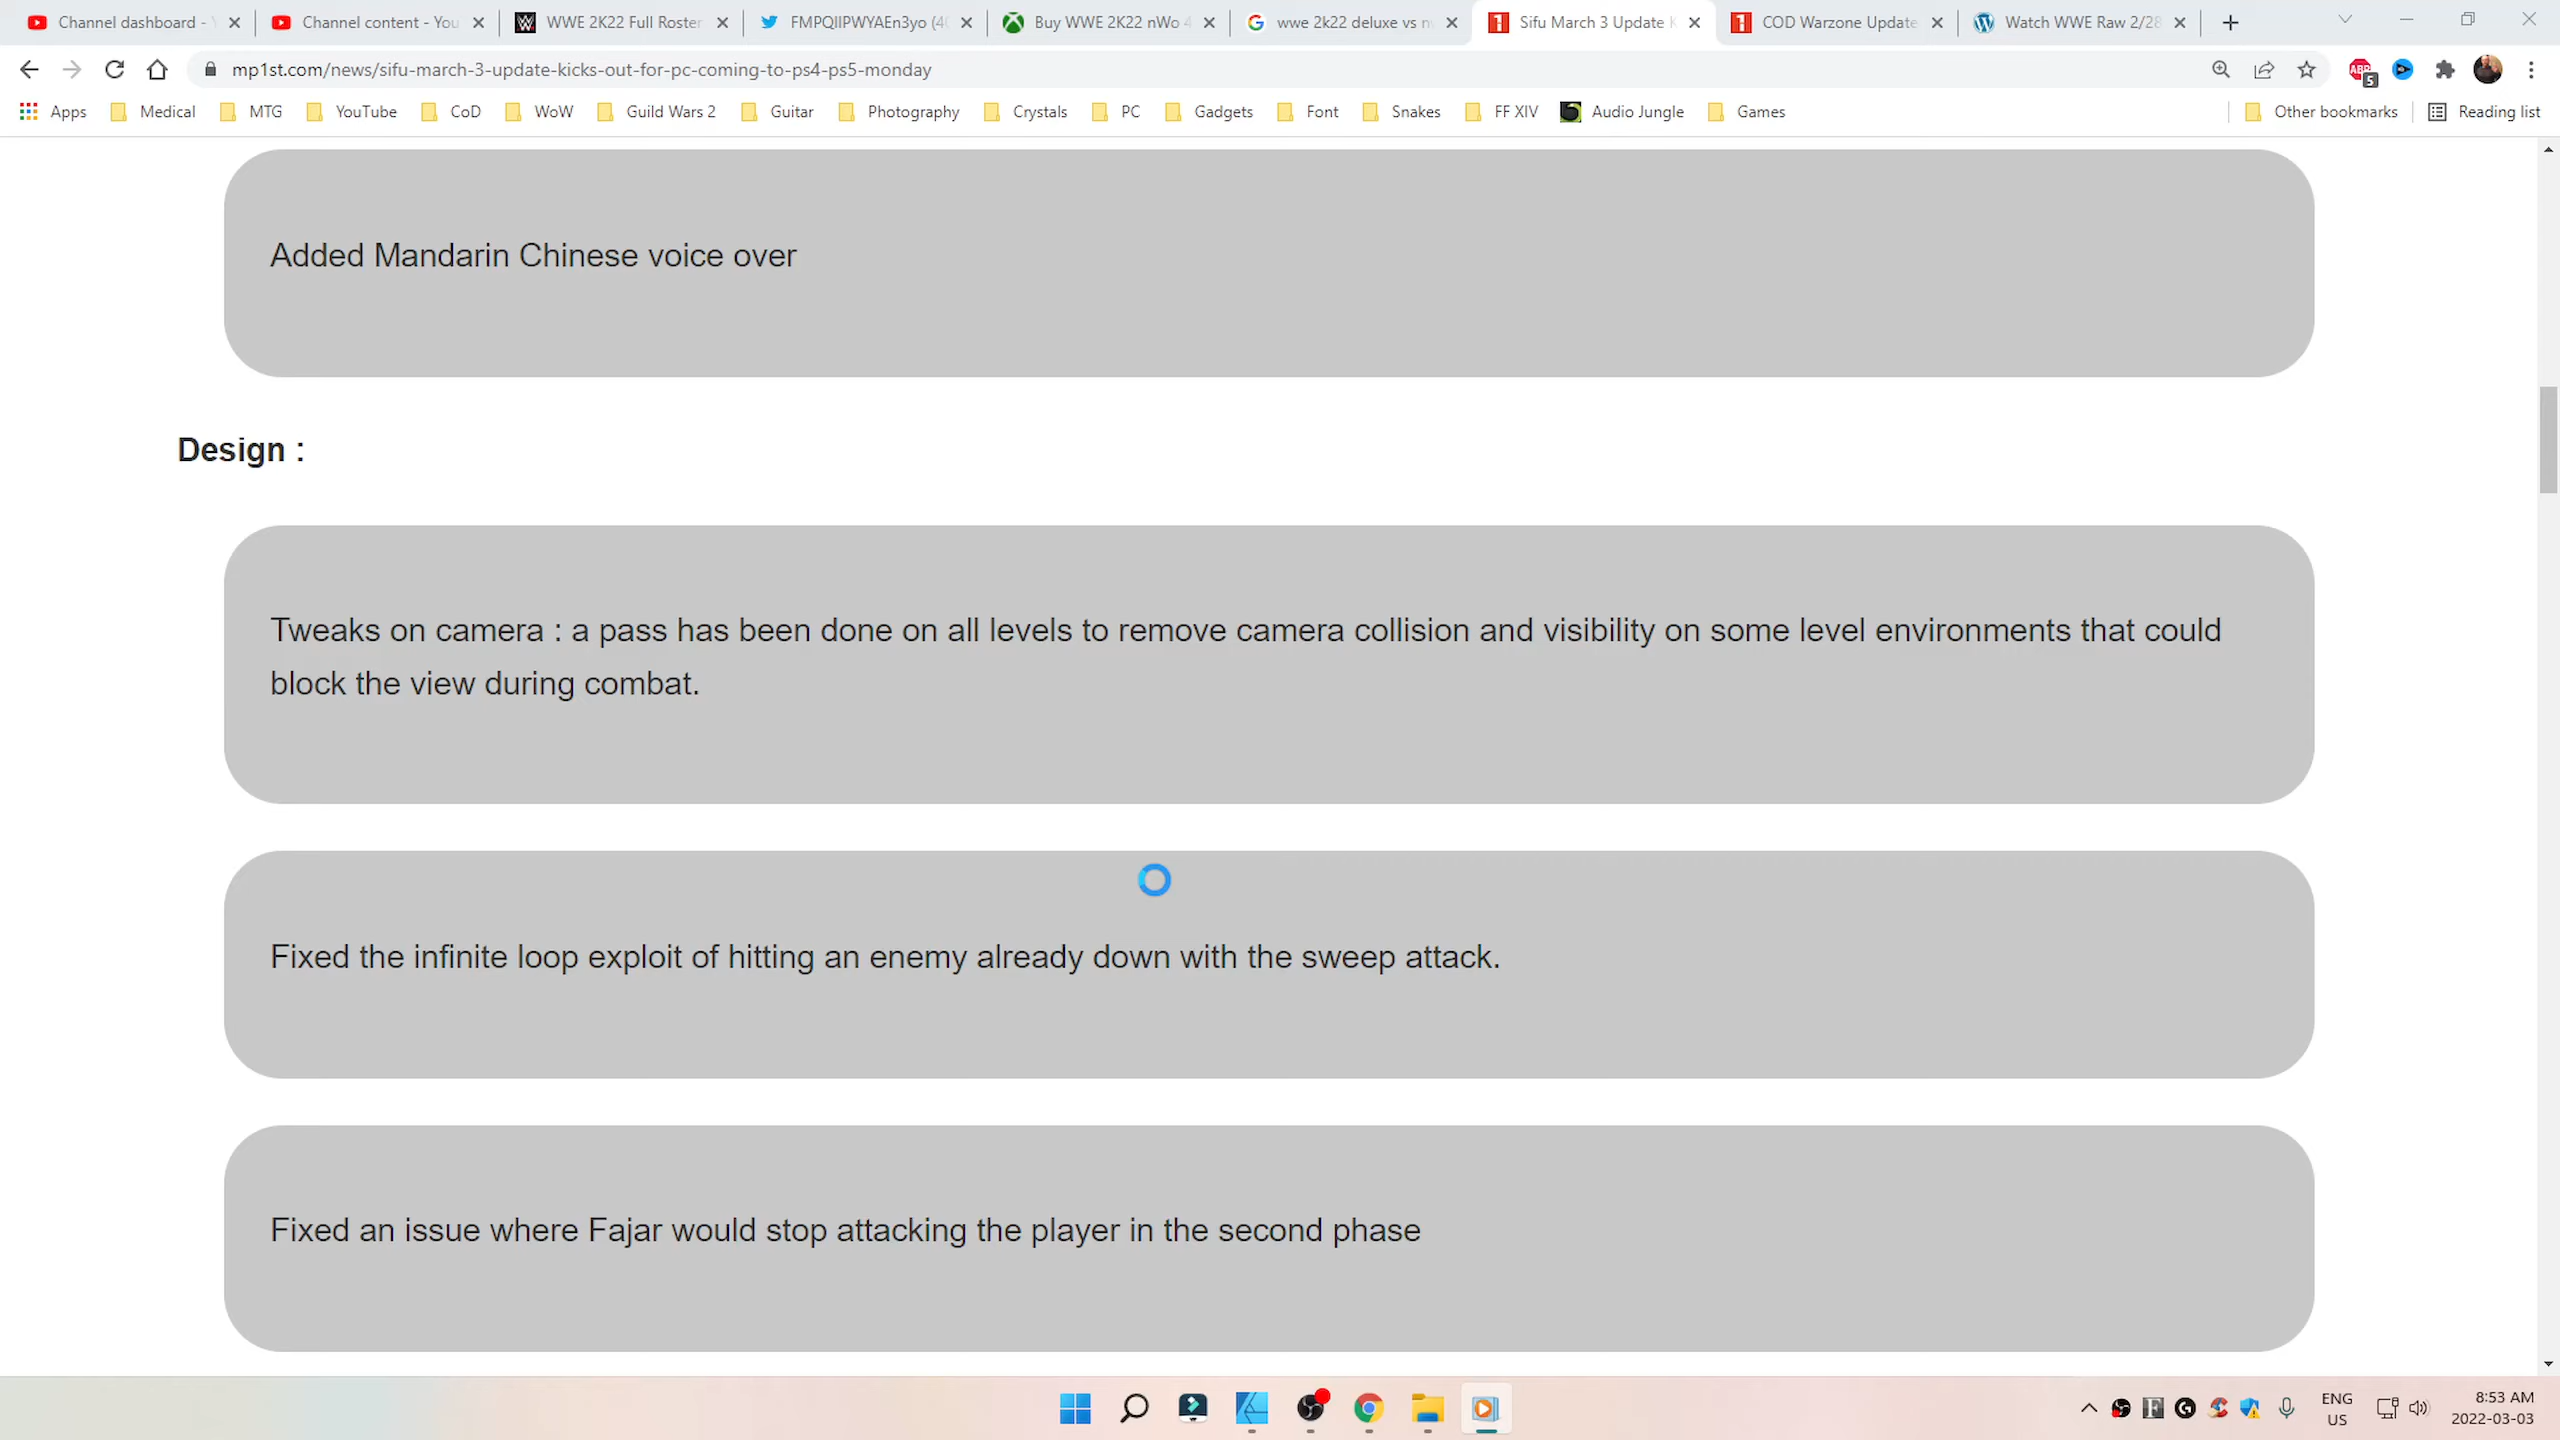 Channel dashboard -
Channel content - You
WWE 2K22 Full Roster
FMPQIIPWYAEn3yo (4
Buy WWE 2K22 nWo 4
wwe 2k22 deluxe vs n
Sifu March 3 Update K
COD Warzone Update
Watch WWE Raw 2/28
mp1st.com/news/sifu-march-3-update-kicks-out-for-pc-coming-to-ps4-ps5-monday
ABP
5
Apps
Medical
MTG
YouTube
CoD
WoW
Guild Wars 2
Guitar
Photography
Crystals
PC
Gadgets
Font
Snakes
FF XIV
Audio Jungle
Games
Other bookmarks
Reading list
Added Mandarin Chinese voice over
Design :
Tweaks on camera : a pass has been done on all levels to remove camera collision and visibility on some level environments that could
block the view during combat.
Fixed the infinite loop exploit of hitting an enemy already down with the sweep attack.
Fixed an issue where Fajar would stop attacking the player in the second phase
ENG
US
8:53 AM
2022-03-03